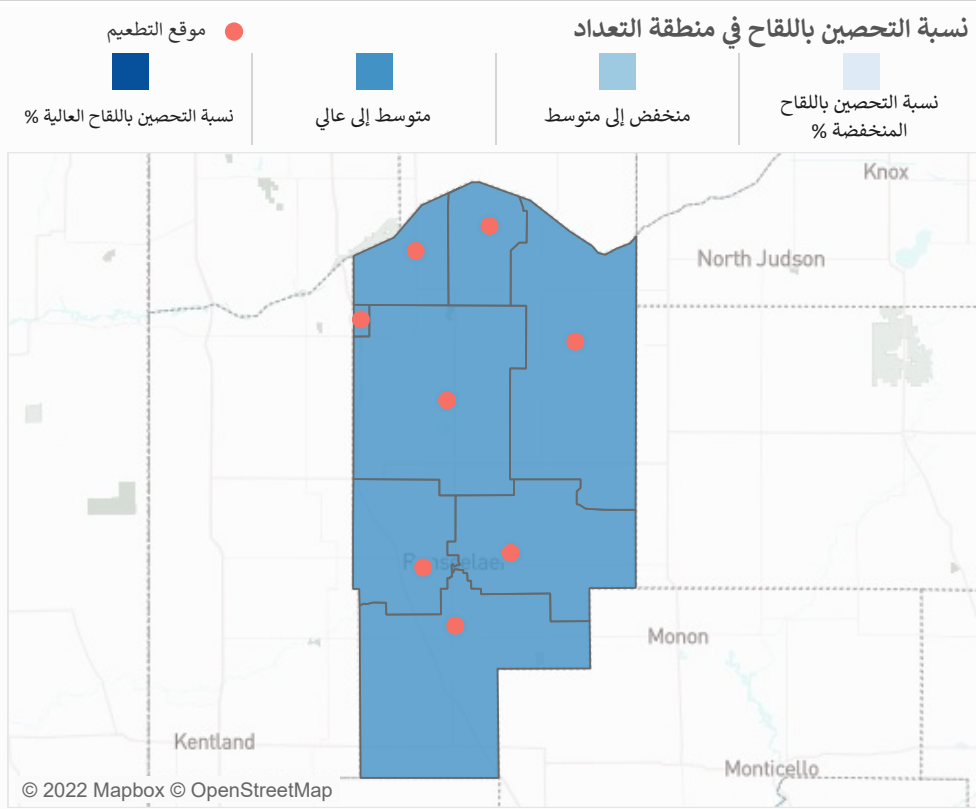 نسبة التحصين باللقاح في منطقة التعداد
موقع التطعيم
نسبة التحصين باللقاح
المنخفضة %
منخفض إلى متوسط
متوسط إلى عالي
نسبة التحصين باللقاح العالية %
Knox
North Judson
Rensselaer
Monon
Kentland
Monticello
© 2022 Mapbox © OpenStreetMap